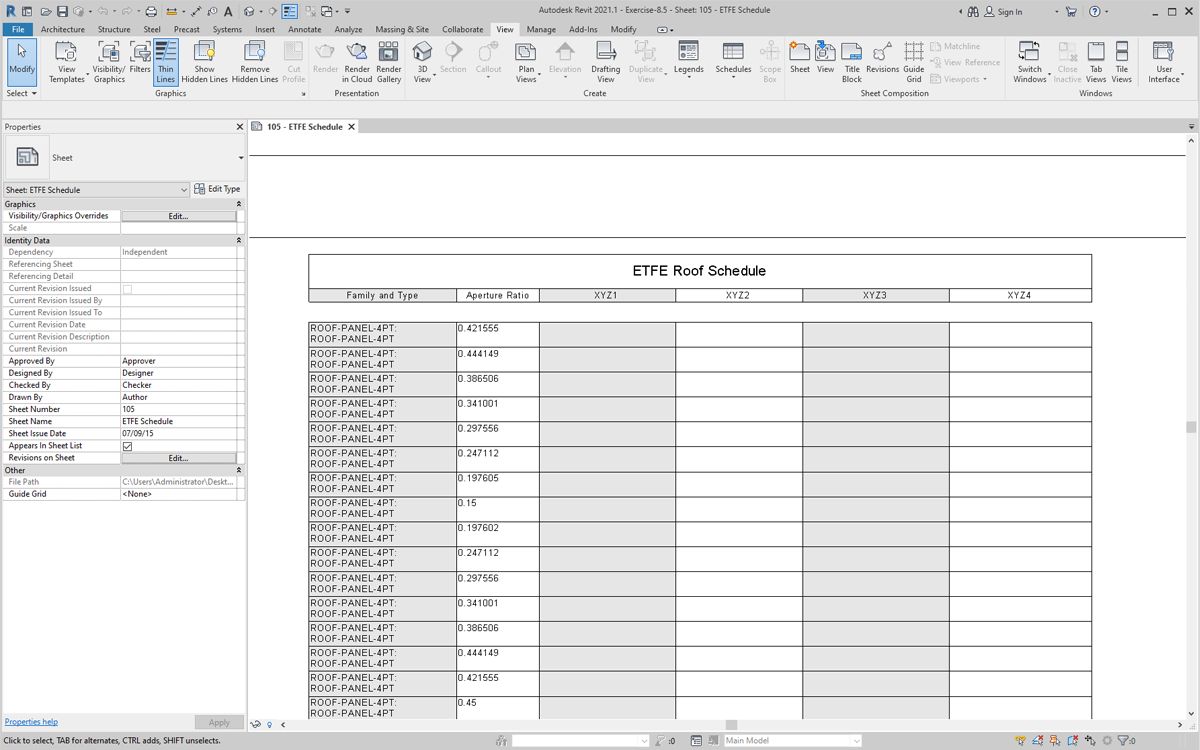 Autodesk Revit 2021.1 - Exercise-8.5 - Sheet: 105 - ETFE Schedule
Sign In
File Architecture Structure Steel Precast Systems Insert Annotate Analyze Massing & Site Collaborate View Manage Add-Ins Modify
Modify
View Templates
Visibility/ Graphics
Filters
Thin Lines
Show Hidden Lines
Remove Hidden Lines
Cut Profile
Render
Render in Cloud
Render Gallery
3D View
Section
Callout
Plan Views
Elevation
Drafting View
Duplicate View
Legends
Schedules
Scope Box
Sheet
View
Title Block
Revisions
Guide Grid
Matchline
View Reference
Viewports
Switch Windows
Close Inactive
Tab Views
Tile Views
User Interface
Select Graphics Presentation Create Sheet Composition Windows
Properties
Sheet
Sheet: ETFE Schedule
Edit Type
Graphics
Visibility/Graphics Overrides Edit...
Scale
Identity Data
Dependency Independent
Referencing Sheet
Referencing Detail
Current Revision Issued
Current Revision Issued By
Current Revision Issued To
Current Revision Date
Current Revision Description
Current Revision
Approved By Approver
Designed By Designer
Checked By Checker
Drawn By Author
Sheet Number 105
Sheet Name ETFE Schedule
Sheet Issue Date 07/09/15
Appears In Sheet List
Revisions on Sheet Edit...
Other
File Path C:\Users\Administrator\Deskt...
Guide Grid <None>
Properties help
Apply
105 - ETFE Schedule
ETFE Roof Schedule
Family and Type Aperture Ratio XYZ1 XYZ2 XYZ3 XYZ4
ROOF-PANEL-4PT: 0.421555
ROOF-PANEL-4PT
ROOF-PANEL-4PT: 0.444149
ROOF-PANEL-4PT
ROOF-PANEL-4PT: 0.386506
ROOF-PANEL-4PT
ROOF-PANEL-4PT: 0.341001
ROOF-PANEL-4PT
ROOF-PANEL-4PT: 0.297556
ROOF-PANEL-4PT
ROOF-PANEL-4PT: 0.247112
ROOF-PANEL-4PT
ROOF-PANEL-4PT: 0.197605
ROOF-PANEL-4PT
ROOF-PANEL-4PT: 0.15
ROOF-PANEL-4PT
ROOF-PANEL-4PT: 0.197602
ROOF-PANEL-4PT
ROOF-PANEL-4PT: 0.247112
ROOF-PANEL-4PT
ROOF-PANEL-4PT: 0.297556
ROOF-PANEL-4PT
ROOF-PANEL-4PT: 0.341001
ROOF-PANEL-4PT
ROOF-PANEL-4PT: 0.386506
ROOF-PANEL-4PT
ROOF-PANEL-4PT: 0.444149
ROOF-PANEL-4PT
ROOF-PANEL-4PT: 0.421555
ROOF-PANEL-4PT
ROOF-PANEL-4PT: 0.45
ROOF-PANEL-4PT
Click to select, TAB for alternates, CTRL adds, SHIFT unselects.
:0
Main Model
:0